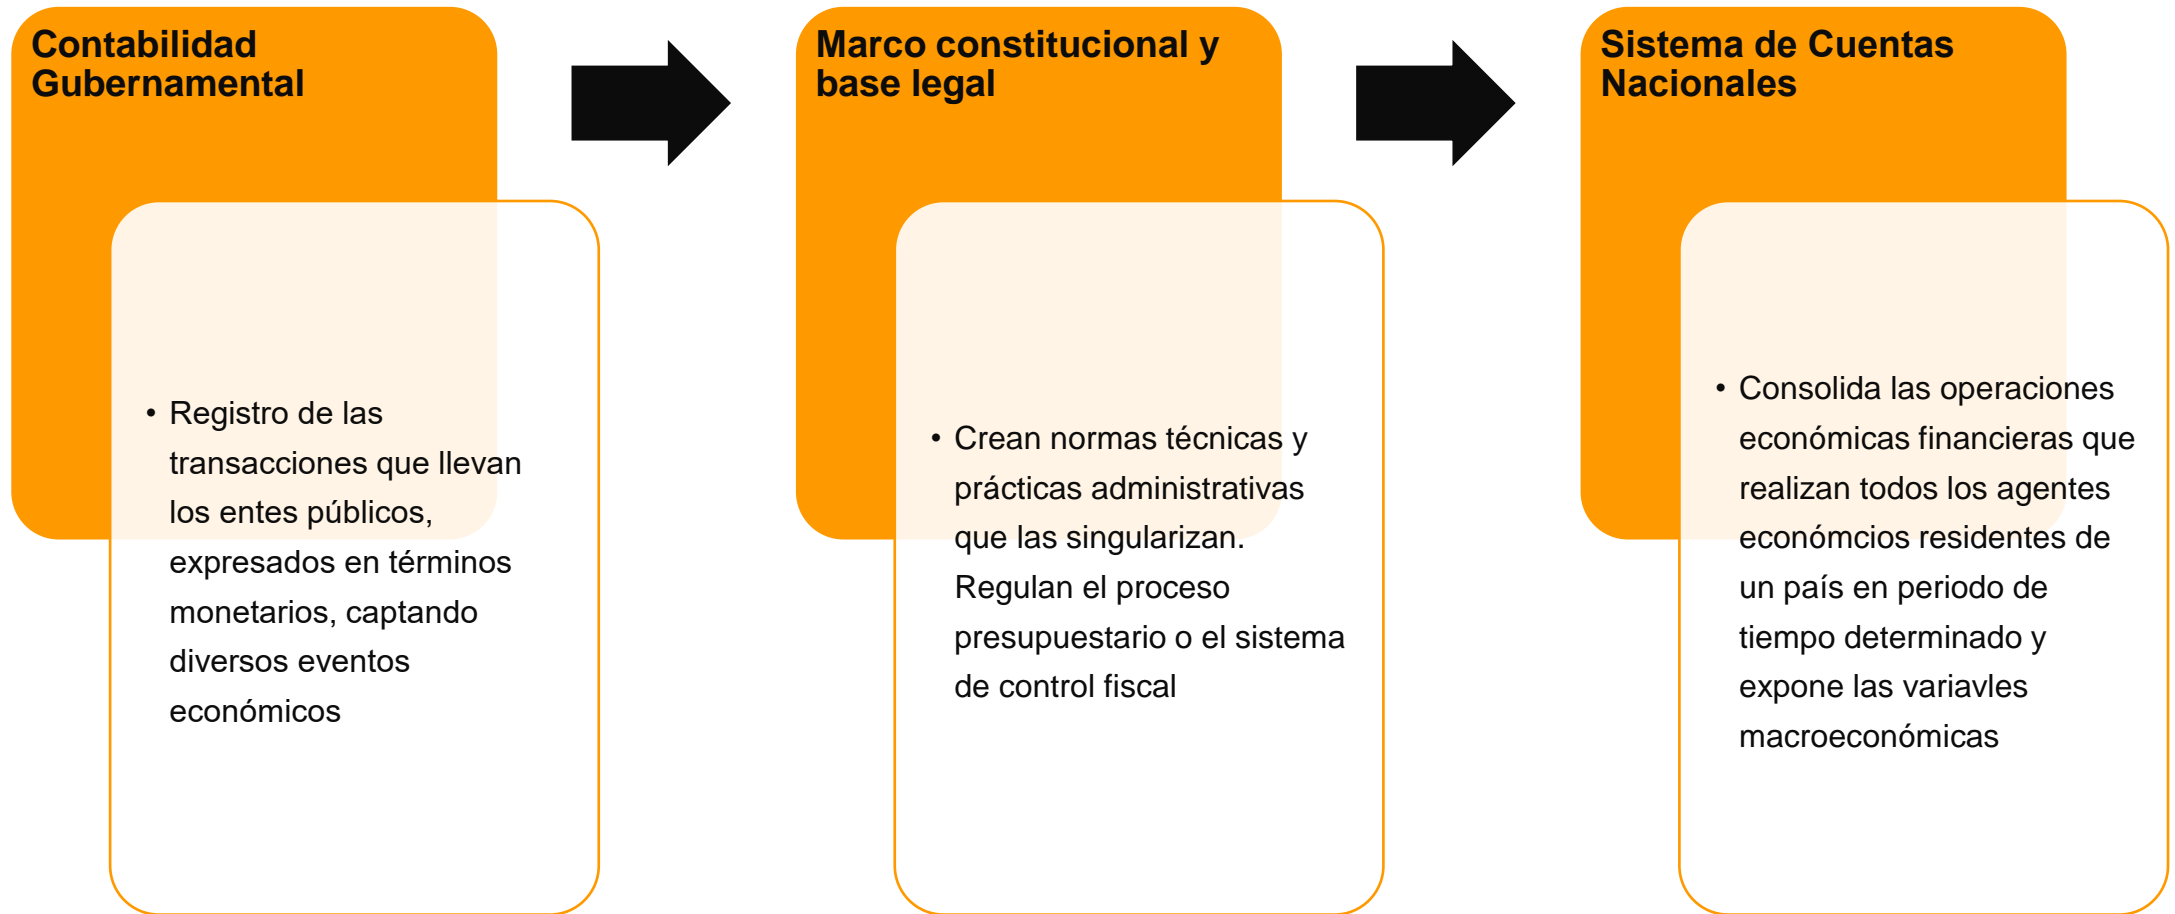 Contabilidad
Gubernamental
• Registro de las
transacciones que llevan
los entes públicos,
expresados en términos
monetarios, captando
diversos eventos
económicos
Marco constitucional y
base legal
• Crean normas técnicas y
prácticas administrativas
que las singularizan.
Regulan el proceso
presupuestario o el sistema
de control fiscal
Sistema de Cuentas
Nacionales
• Consolida las operaciones
económicas financieras que
realizan todos los agentes
económcios residentes de
un país en periodo de
tiempo determinado y
expone las variavles
macroeconómicas